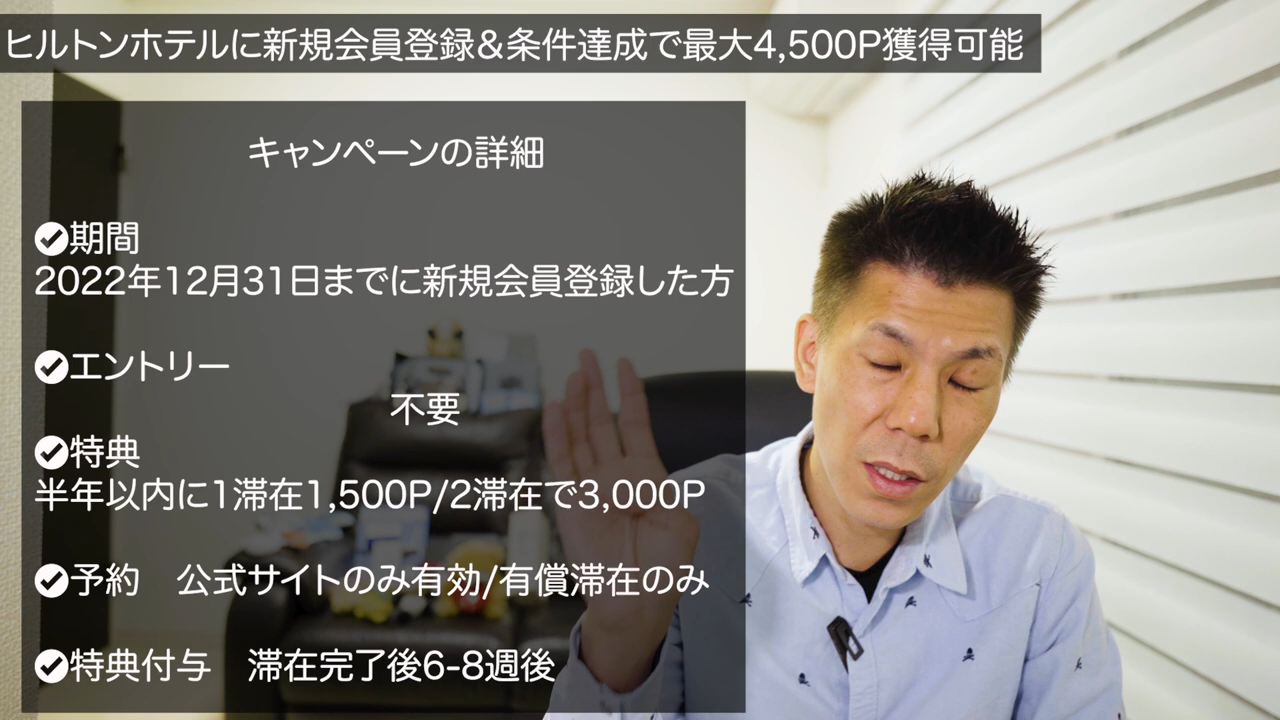 ヒルトンホテルに新規会員登録&条件達成で最大4,500P獲得可能
キャンペーンの詳細
期間
2022年12月31日までに新規会員登録した方
エントリー
不要
特典
半年以内に1滞在1,500P/2滞在で3,000P
予約　公式サイトのみ有効/有償滞在のみ
特典付与　滞在完了後6-8週後